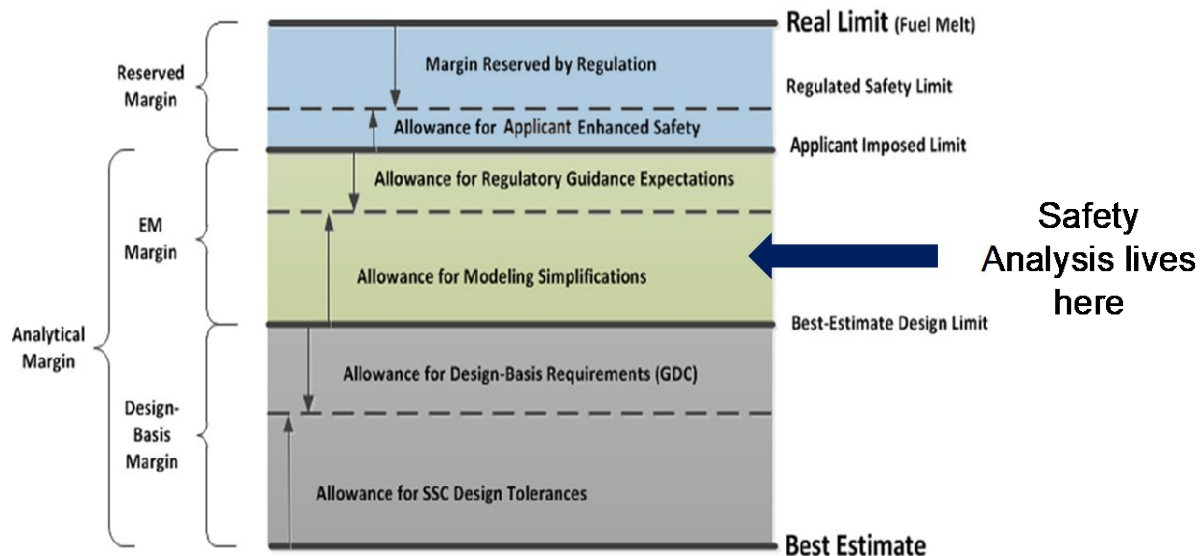 Real Limit (Fuel Melt)
Margin Reserved by Regulation
Reserved
Margin
Regulated Safety Limit
Allowance for Applicant Enhanced Safety
Applicant Imposed Limit
Allowance for Regulatory Guidance Expectations
EM
Margin
Safety
Analysis lives
here
Allowance for Modeling Simplifications
Best-Estimate Design Limit
Analytical
Margin
Allowance for Design-Basis Requirements (GDC)
Design-
Basis
Margin
Allowance for SSC Design Tolerances
Best Estimate